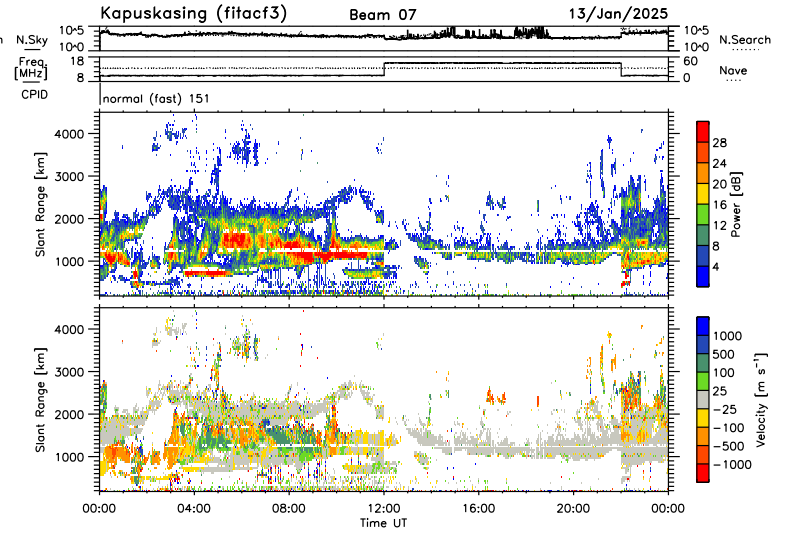 Kapuskasing (fitacf3) Beam 07 13/Jan/2025
N.Sky 10^5 10^0 10^5 10^0 N.Search
Freq. [MHz] 18 8 60 0 Nave
CPID normal (fast) 151
Slant Range [km] 4000 3000 2000 1000
28 24 20 16 12 8 4 Power [dB]
Slant Range [km] 4000 3000 2000 1000
1000 500 100 25 -25 -100 -500 -1000 Velocity [m s^-1]
00:00 04:00 08:00 12:00 16:00 20:00 00:00
Time UT